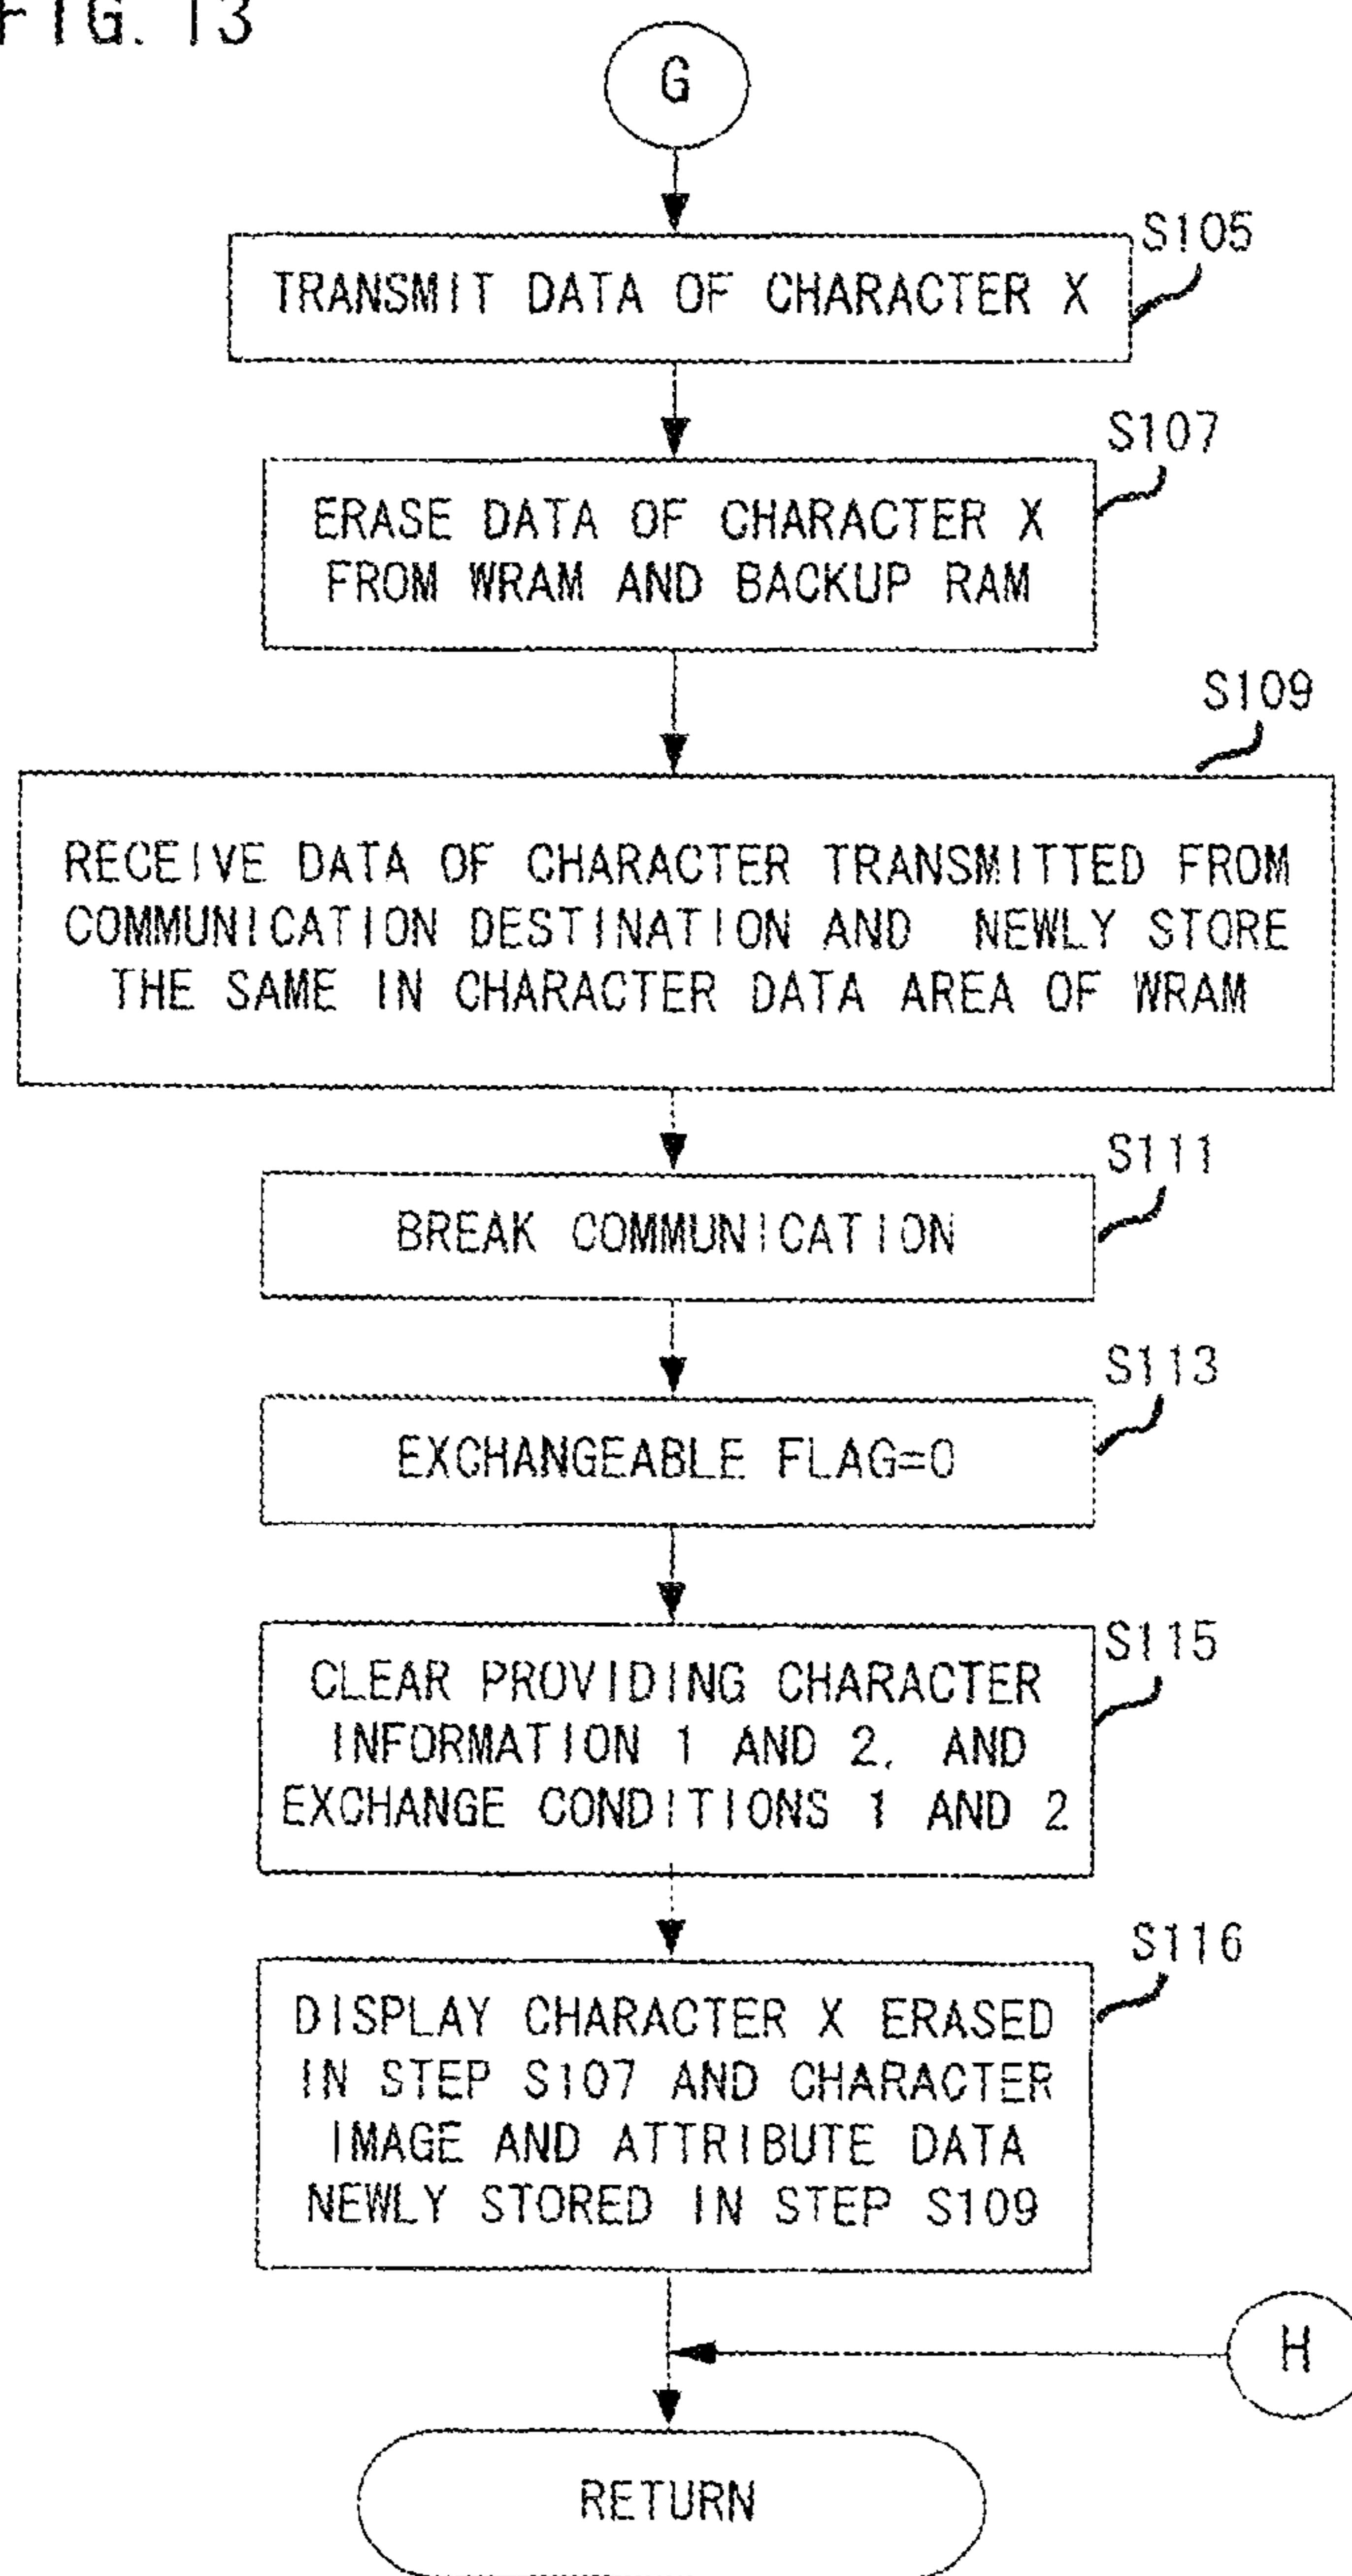 FIG. 13
G
S105
TRANSMIT DATA OF CHARACTER X
S107
ERASE DATA OF CHARACTER X
FROM WRAM AND BACKUP RAM
S109
RECEIVE DATA OF CHARACTER TRANSMITTED FROM
COMMUNICATION DESTINATION AND NEWLY STORE
THE SAME IN CHARACTER DATA AREA OF WRAM
S111
BREAK COMMUNICATION
S113
EXCHANGEABLE FLAG=0
S115
CLEAR PROVIDING CHARACTER
INFORMATION 1 AND 2, AND
EXCHANGE CONDITIONS 1 AND 2
S116
DISPLAY CHARACTER X ERASED
IN STEP S107 AND CHARACTER
IMAGE AND ATTRIBUTE DATA
NEWLY STORED IN STEP S109
H
RETURN